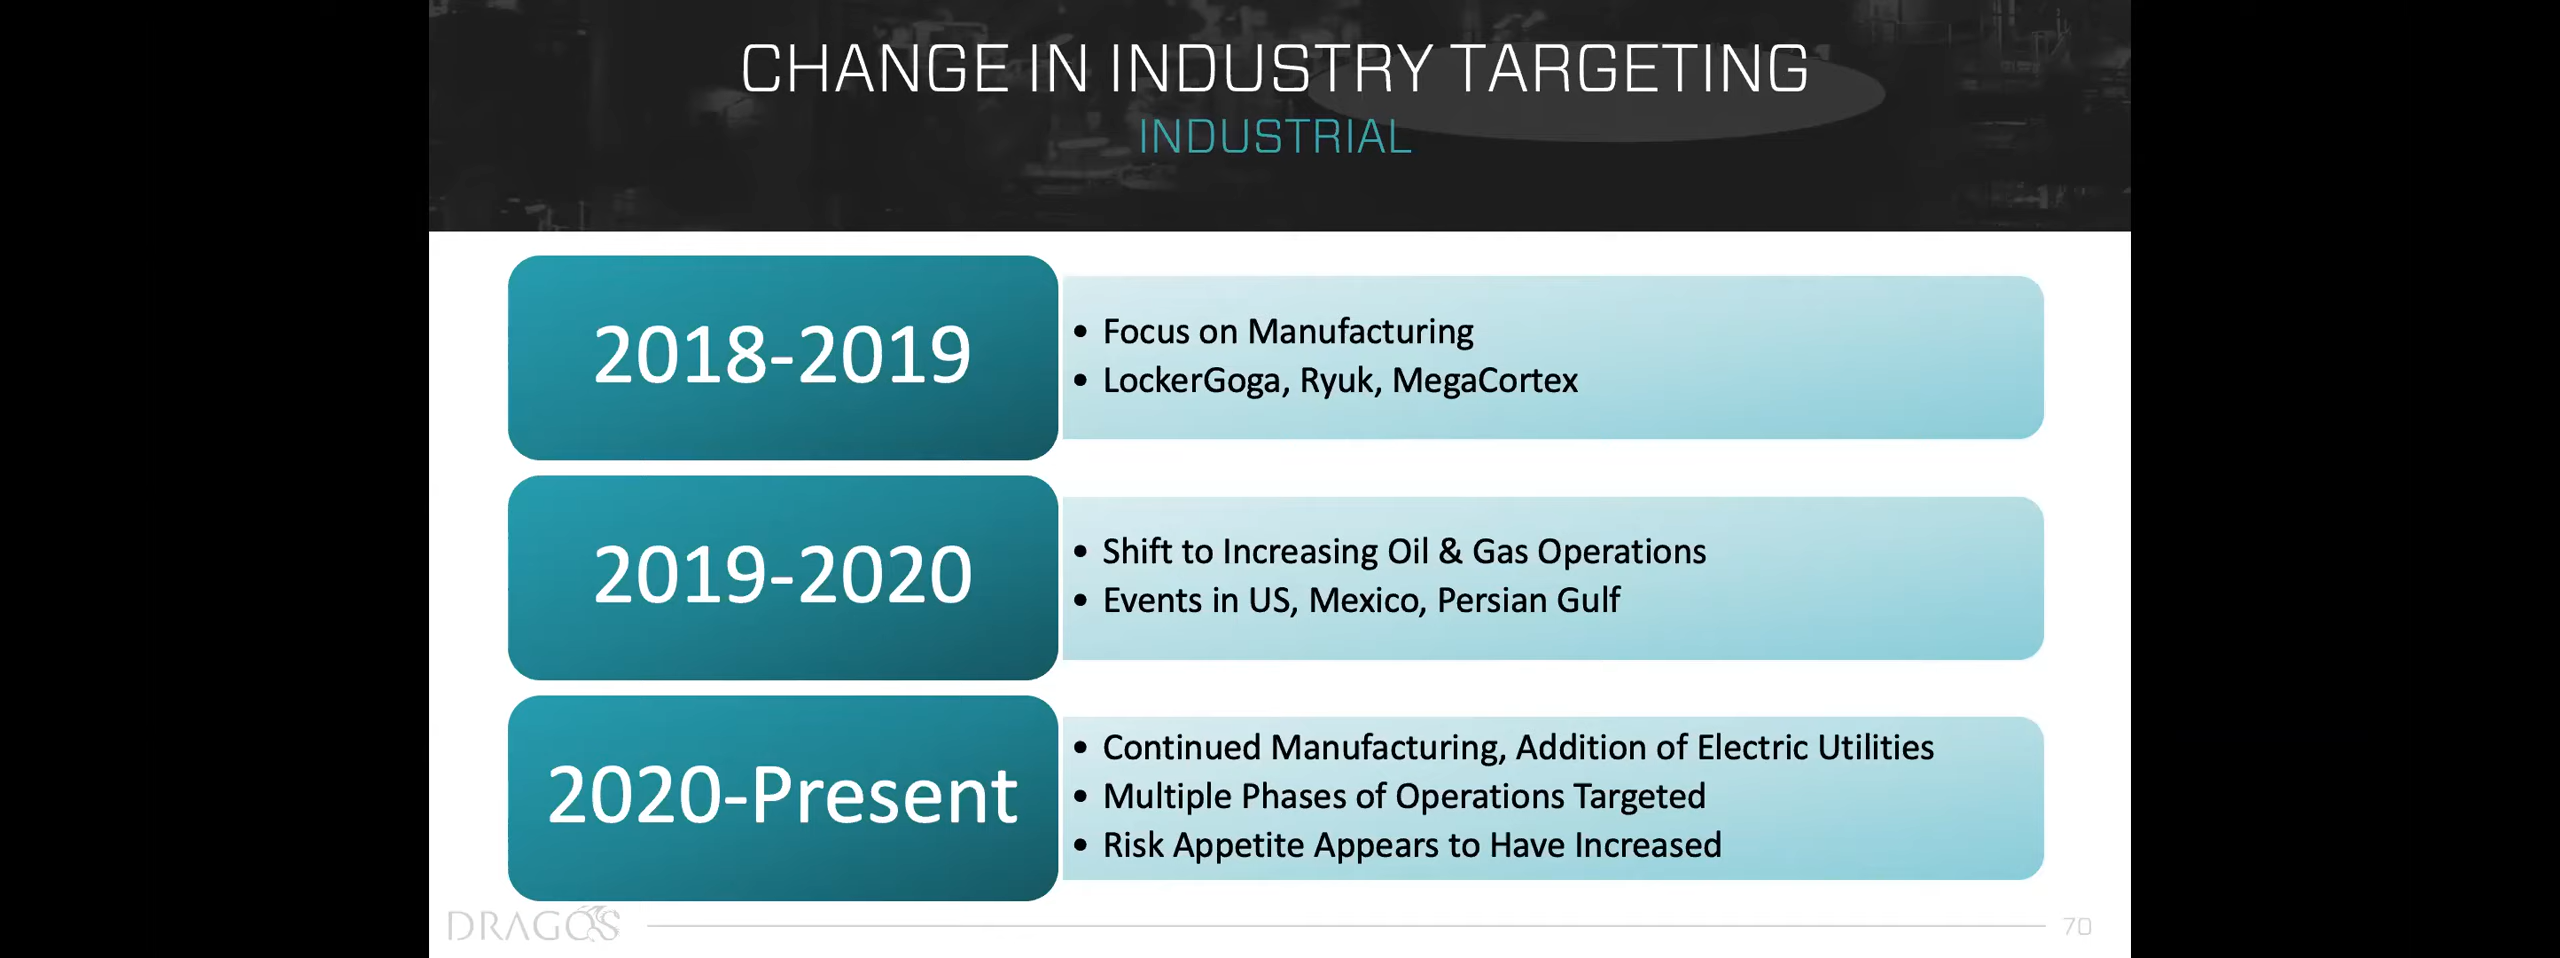 CHANGE IN INDUSTRY TARGETING
INDUSTRIAL
2018-2019
• Focus on Manufacturing
• LockerGoga, Ryuk, MegaCortex
2019-2020
• Shift to Increasing Oil & Gas Operations
• Events in US, Mexico, Persian Gulf
2020-Present
• Continued Manufacturing, Addition of Electric Utilities
• Multiple Phases of Operations Targeted
• Risk Appetite Appears to Have Increased
DRAGOS
70